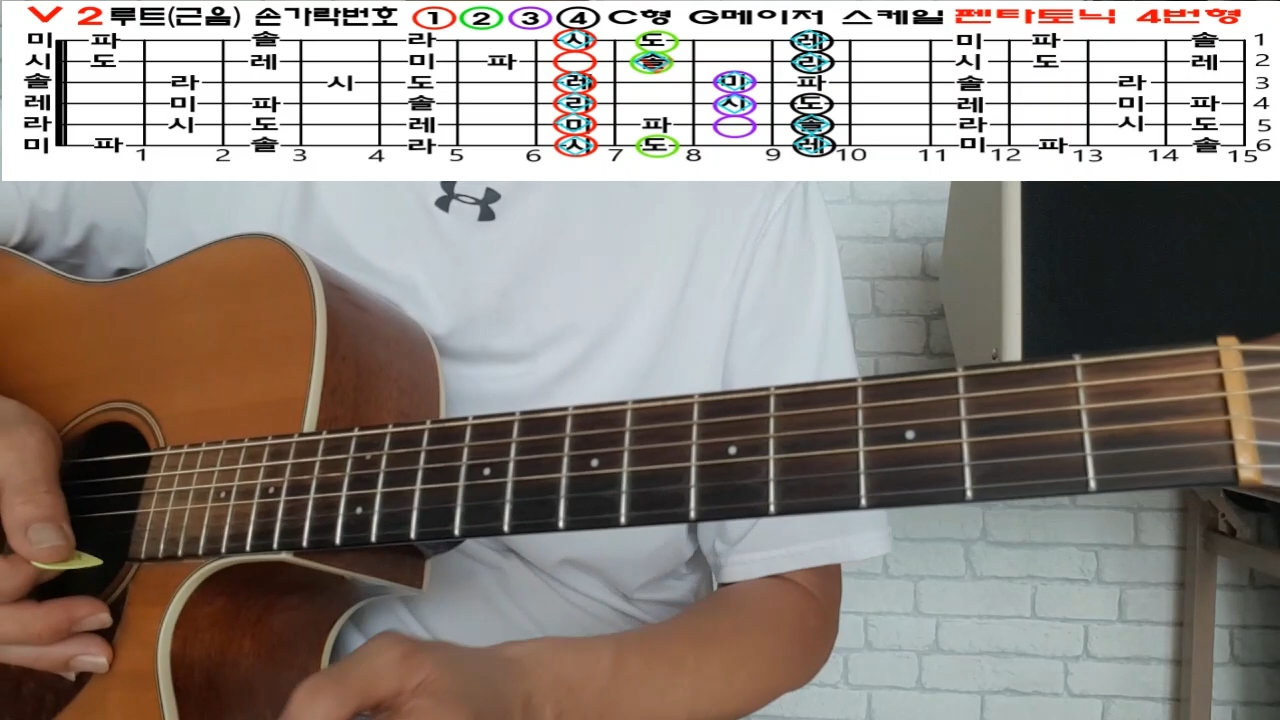 V 2 루트(근음) 손가락번호 ① ② ③ ④ C형 G메이저 스케일 펜타토닉 4번형
미 파 솔 라 시 도 레 미 파 솔 1
시 도 레 미 파 솔 라 시 도 레 2
솔 라 시 도 레 미 파 솔 라 3
레 미 파 솔 라 시 도 레 미 파 4
라 시 도 레 미 파 솔 라 시 도 5
미 파 솔 라 시 도 레 미 파 솔 6
1 2 3 4 5 6 7 8 9 10 11 12 13 14 15